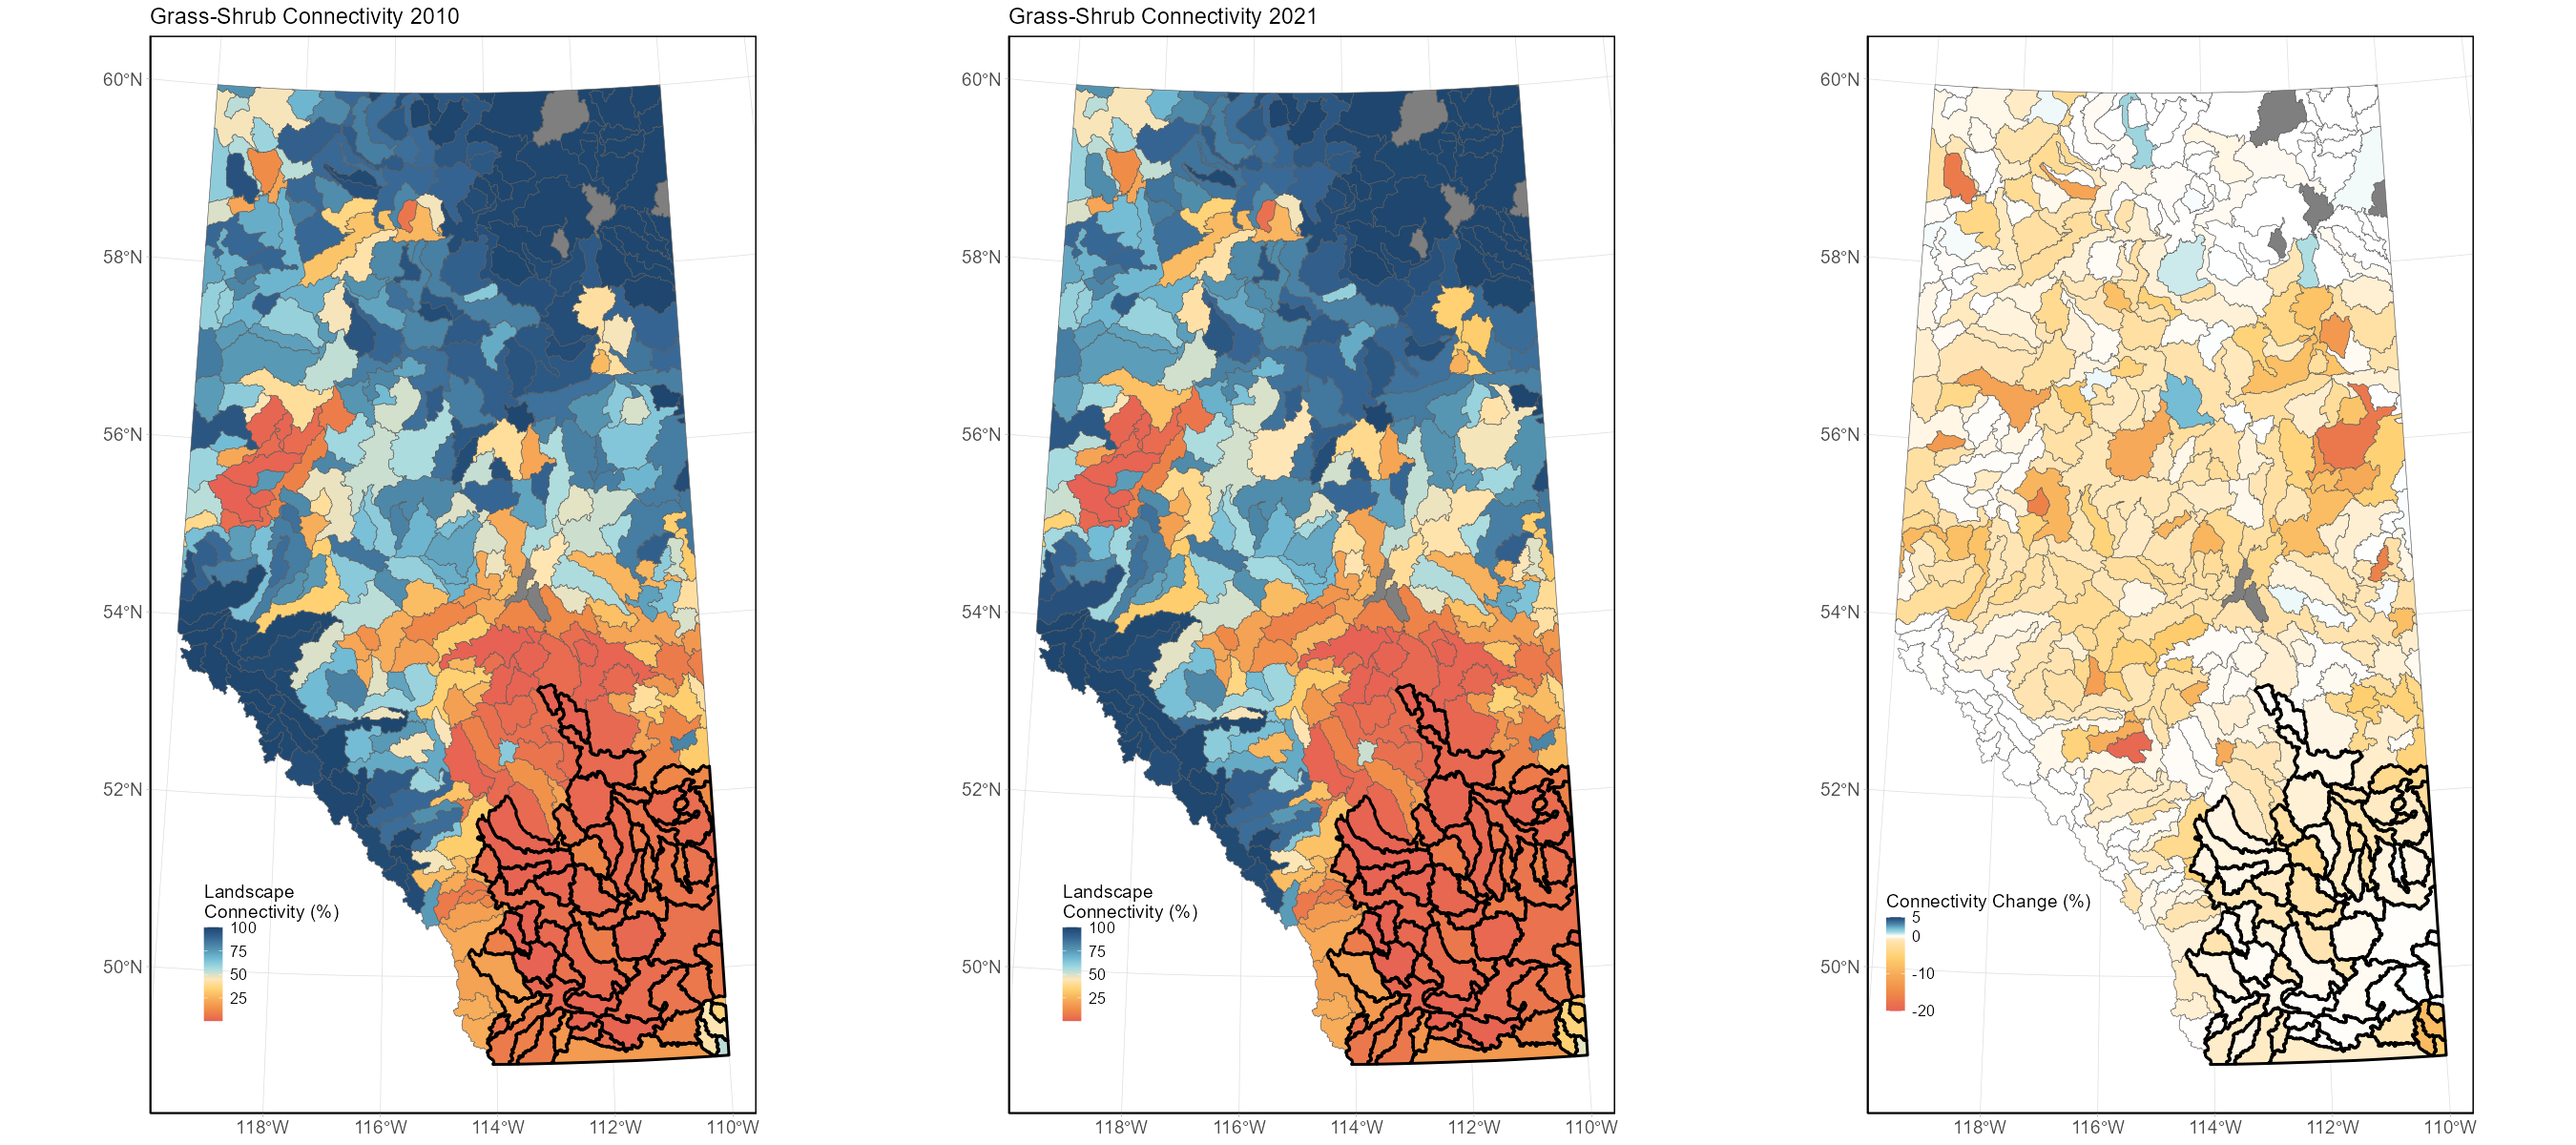 Grass-Shrub Connectivity 2010
60°N
58°N
56°N
54°N
52°N
50°N
Landscape
Connectivity (%)
100
75
50
25
118°W 116°W 114°W 112°W 110°W
Grass-Shrub Connectivity 2021
60°N
58°N
56°N
54°N
52°N
50°N
Landscape
Connectivity (%)
100
75
50
25
118°W 116°W 114°W 112°W 110°W
60°N
58°N
56°N
54°N
52°N
50°N
Connectivity Change (%)
5
0
-10
-20
118°W 116°W 114°W 112°W 110°W